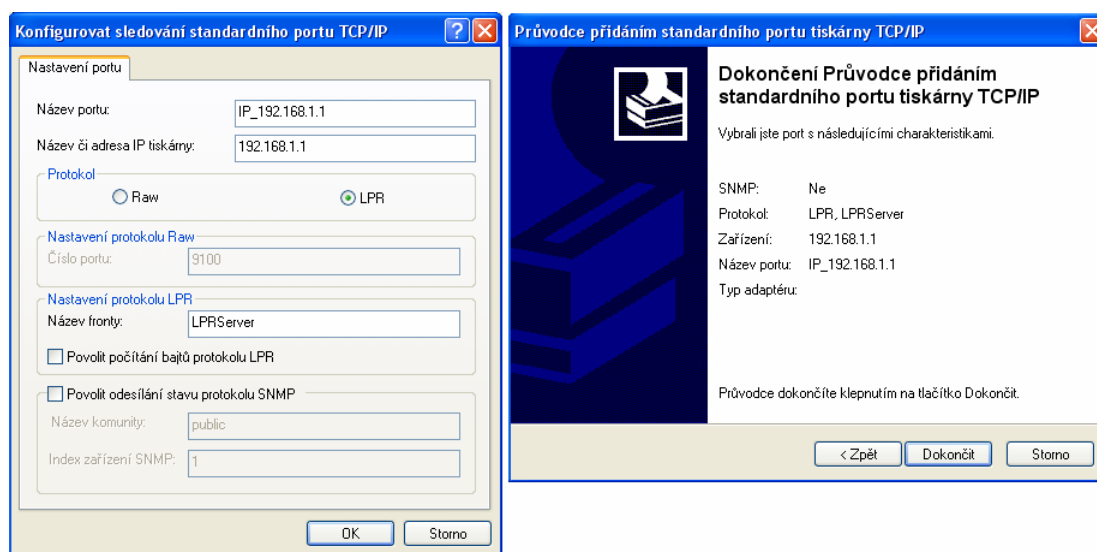 Konfigurovat sledování standardního portu TCP/IP
Nastavení portu
Název portu: IP_192.168.1.1
Název či adresa IP tiskárny: 192.168.1.1
Protokol
Raw LPR
Nastavení protokolu Raw
Číslo portu: 9100
Nastavení protokolu LPR
Název fronty: LPRServer
Povolit počítání bajtů protokolu LPR
Povolit odesílání stavu protokolu SNMP
Název komunity: public
Index zařízení SNMP: 1
OK Storno
Průvodce přidáním standardního portu tiskárny TCP/IP
Dokončení Průvodce přidáním
standardního portu tiskárny TCP/IP
Vybrali jste port s následujícími charakteristikami.
SNMP: Ne
Protokol: LPR, LPRServer
Zařízení: 192.168.1.1
Název portu: IP_192.168.1.1
Typ adaptéru:
Průvodce dokončíte klepnutím na tlačítko Dokončit.
< Zpět Dokončit Storno